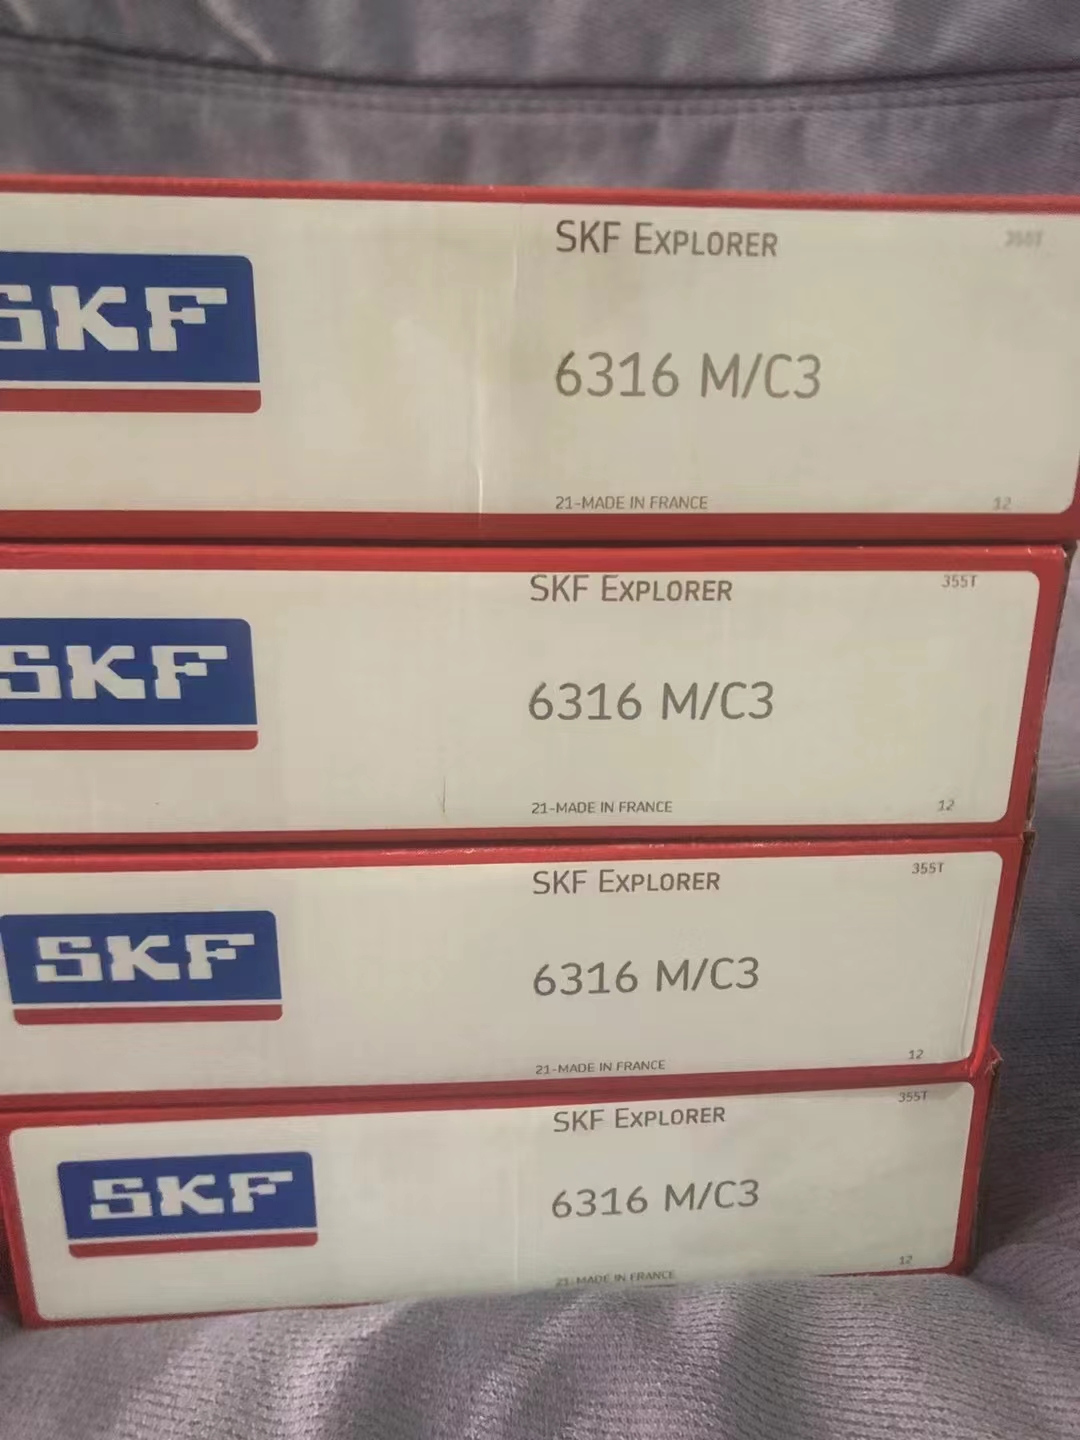 SKF
SKF EXPLORER
355T
6316 M/C3
21-MADE IN FRANCE
12
SKF
SKF EXPLORER
355T
6316 M/C3
21-MADE IN FRANCE
12
SKF
SKF EXPLORER
355T
6316 M/C3
21-MADE IN FRANCE
12
SKF
SKF EXPLORER
355T
6316 M/C3
21-MADE IN FRANCE
12